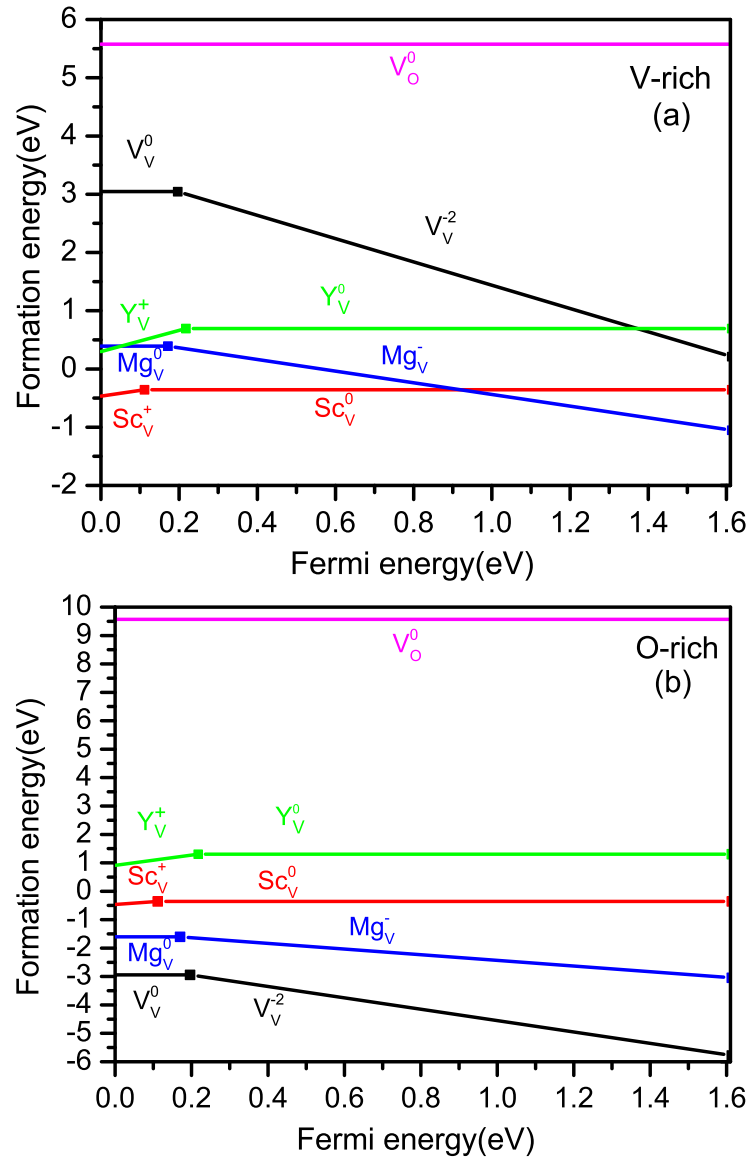 6
5
4
3
2
1
0
-1
-2
Formation energy(eV)
V_O^0
V-rich
(a)
V_V^0
V_V^-2
Y_V^+
Y_V^0
Mg_V^0
Mg_V^-
Sc_V^+
Sc_V^0
0.0 0.2 0.4 0.6 0.8 1.0 1.2 1.4 1.6
Fermi energy(eV)
10
9
8
7
6
5
4
3
2
1
0
-1
-2
-3
-4
-5
-6
Formation energy(eV)
V_O^0
O-rich
(b)
Y_V^+
Y_V^0
Sc_V^+
Sc_V^0
Mg_V^-
Mg_V^0
V_V^0
V_V^-2
0.0 0.2 0.4 0.6 0.8 1.0 1.2 1.4 1.6
Fermi energy(eV)